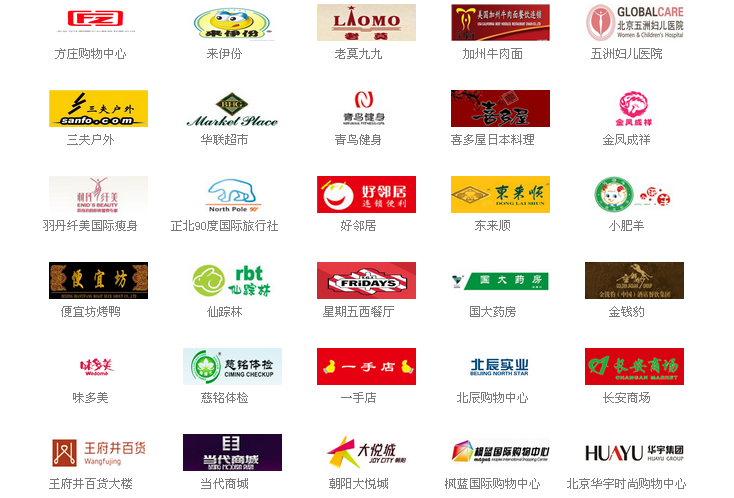 来伊份
LAOMO
老莫
美国加州牛肉面餐饮连锁
GLOBALCARE
北京五洲妇儿医院
Women & Children's Hospital
方庄购物中心
来伊份
老莫九九
加州牛肉面
五洲妇儿医院
三夫户外
sanfo.com
BHG
Market Place
青鸟健身
喜多屋
金凤成祥
三夫户外
华联超市
青鸟健身
喜多屋日本料理
金凤成祥
羽丹纤美
ENID'S BEAUTY
North Pole 90°
好邻居
连锁便利
東来顺
DONG LAI SHUN
小肥羊
羽丹纤美国际瘦身
正北90度国际旅行社
好邻居
东来顺
小肥羊
便宜坊
rbt
仙踪林
FRiDAYS
国大药房
金钱豹(中国)酒店餐饮集团
便宜坊烤鸭
仙踪林
星期五西餐厅
国大药房
金钱豹
味多美
Wedomé
慈铭体检
CIMING CHECKUP
一手店
北辰实业
BEIJING NORTH STAR
长安商场
CHANGAN MARKET
味多美
慈铭体检
一手店
北辰购物中心
长安商场
王府井百货
Wangfujing
当代商城
大悦城
JOY CITY 朝阳
枫蓝国际购物中心
HUAYU 华宇集团
HUAYU GROUP
王府井百货大楼
当代商城
朝阳大悦城
枫蓝国际购物中心
北京华宇时尚购物中心